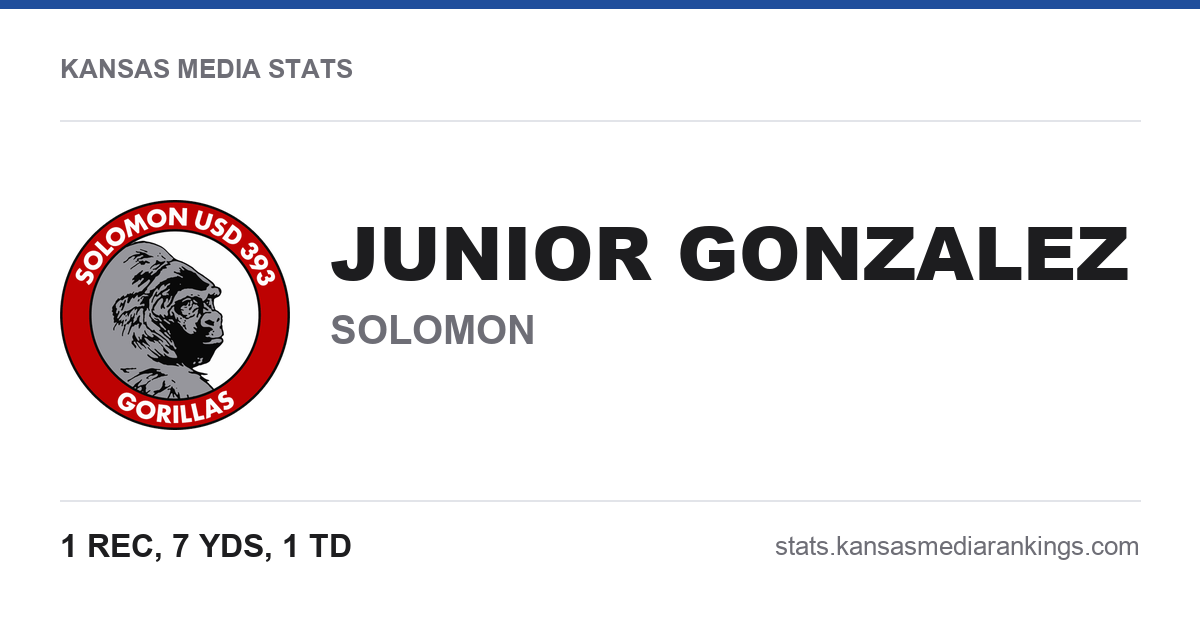 KANSAS MEDIA STATS
SOLOMON USD 393
GORILLAS
JUNIOR GONZALEZ
SOLOMON
1 REC, 7 YDS, 1 TD
stats.kansasmediarankings.com